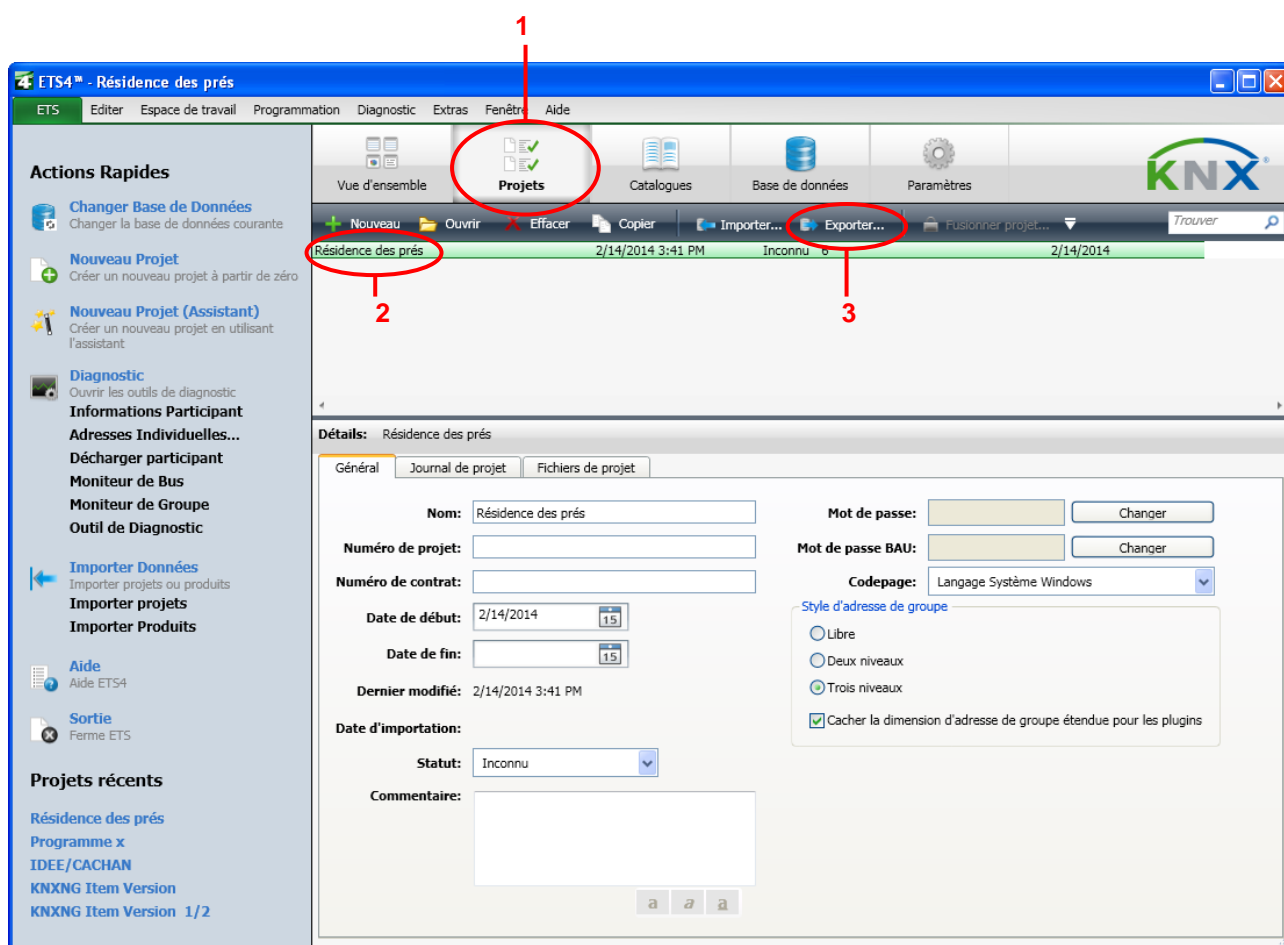 1
ETS4™ - Résidence des prés
ETS Editer Espace de travail Programmation Diagnostic Extras Fenêtre Aide
Actions Rapides
Changer Base de Données
Changer la base de données courante
Nouveau Projet
Créer un nouveau projet à partir de zéro
Nouveau Projet (Assistant)
Créer un nouveau projet en utilisant
l'assistant
Diagnostic
Ouvrir les outils de diagnostic
Informations Participant
Adresses Individuelles...
Décharger participant
Moniteur de Bus
Moniteur de Groupe
Outil de Diagnostic
Importer Données
Importer projets ou produits
Importer projets
Importer Produits
Aide
Aide ETS4
Sortie
Ferme ETS
Projets récents
Résidence des prés
Programme x
IDEE/CACHAN
KNXNG Item Version
KNXNG Item Version 1/2
Vue d'ensemble Projets Catalogues Base de données Paramètres
KNX
Nouveau Ouvrir Effacer Copier Importer... Exporter... Fusionner projet... Trouver
Résidence des prés 2/14/2014 3:41 PM Inconnu 6 2/14/2014
2 3
Détails: Résidence des prés
Général Journal de projet Fichiers de projet
Nom: Résidence des prés
Numéro de projet:
Numéro de contrat:
Date de début: 2/14/2014 15
Date de fin: 15
Dernier modifié: 2/14/2014 3:41 PM
Date d'importation:
Statut: Inconnu
Commentaire:
a a a
Mot de passe: Changer
Mot de passe BAU: Changer
Codepage: Langage Système Windows
Style d'adresse de groupe
Libre
Deux niveaux
Trois niveaux
Cacher la dimension d'adresse de groupe étendue pour les plugins